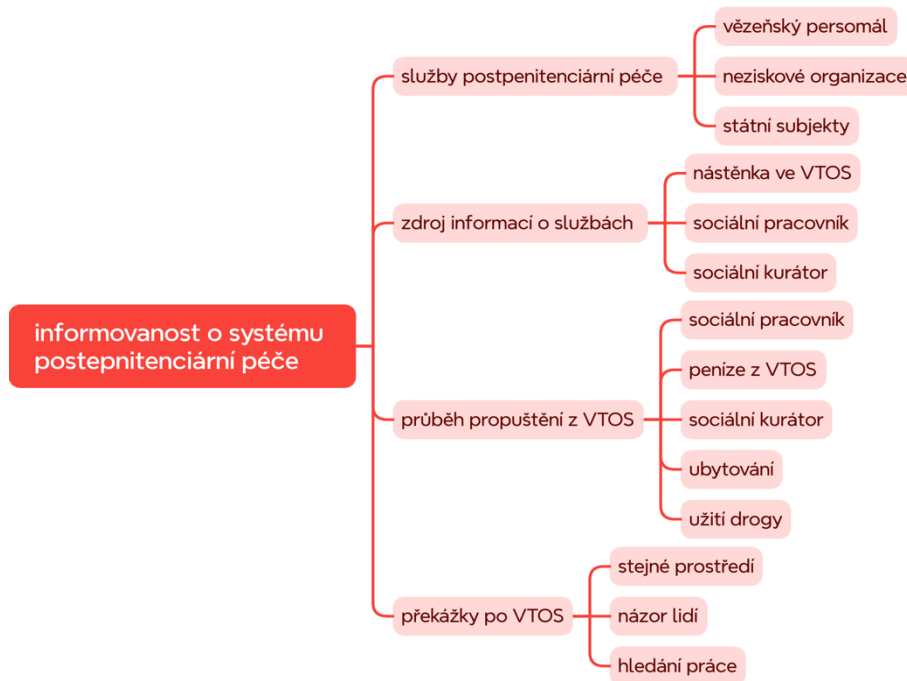 informovanost o systému
postepnitenciární péče
služby postpenitenciární péče
vězeňský persomál
neziskové organizace
státní subjekty
zdroj informací o službách
nástěnka ve VTOS
sociální pracovník
sociální kurátor
průběh propuštění z VTOS
sociální pracovník
peníze z VTOS
sociální kurátor
ubytování
užití drogy
překážky po VTOS
stejné prostředí
názor lidí
hledání práce